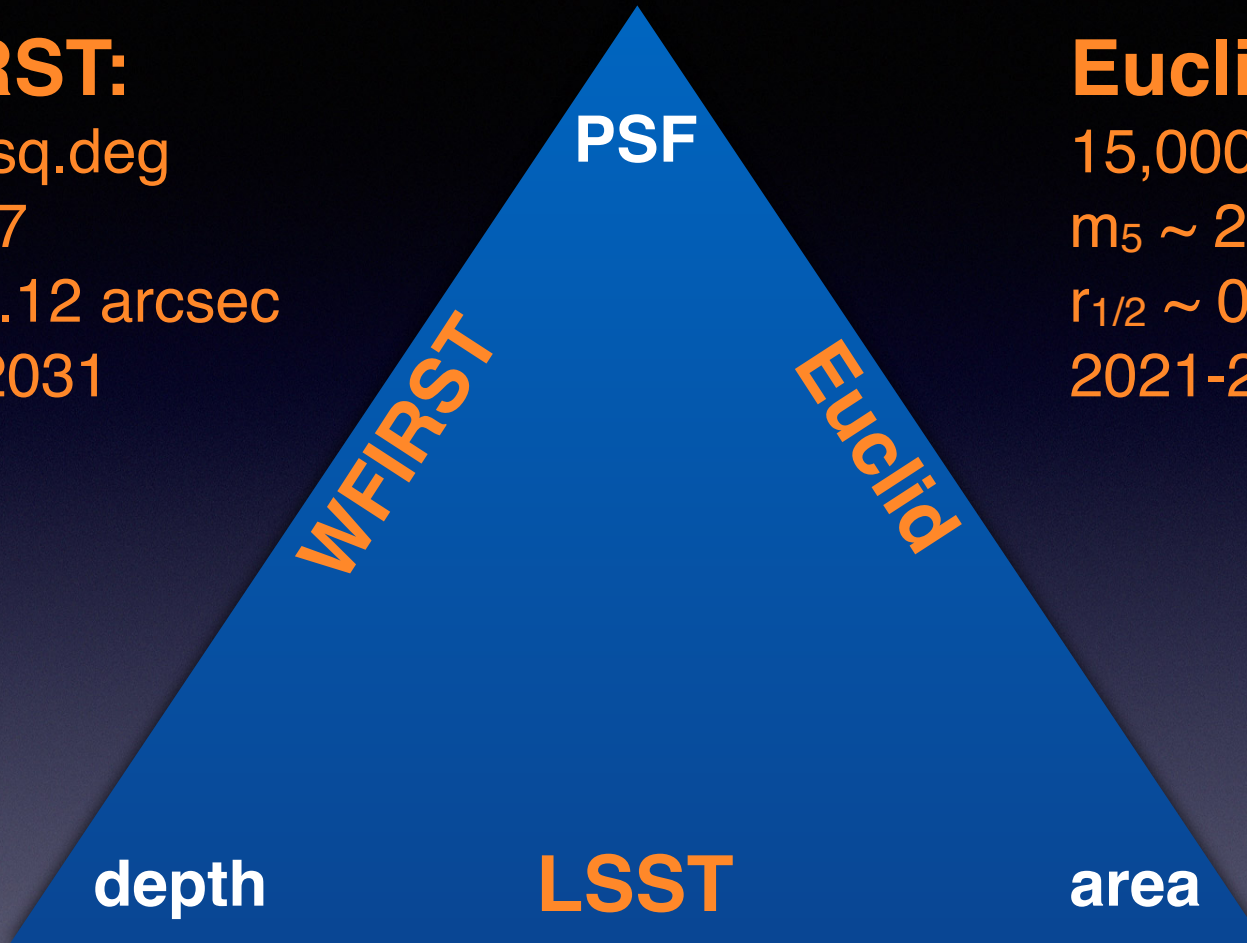 RST:
sq.deg
7
.12 arcsec
2031
PSF
Eucli
15,000
m₅ ~ 2
r₁/₂ ~ 0
2021-2
WFIRST
Euclid
depth
LSST
area